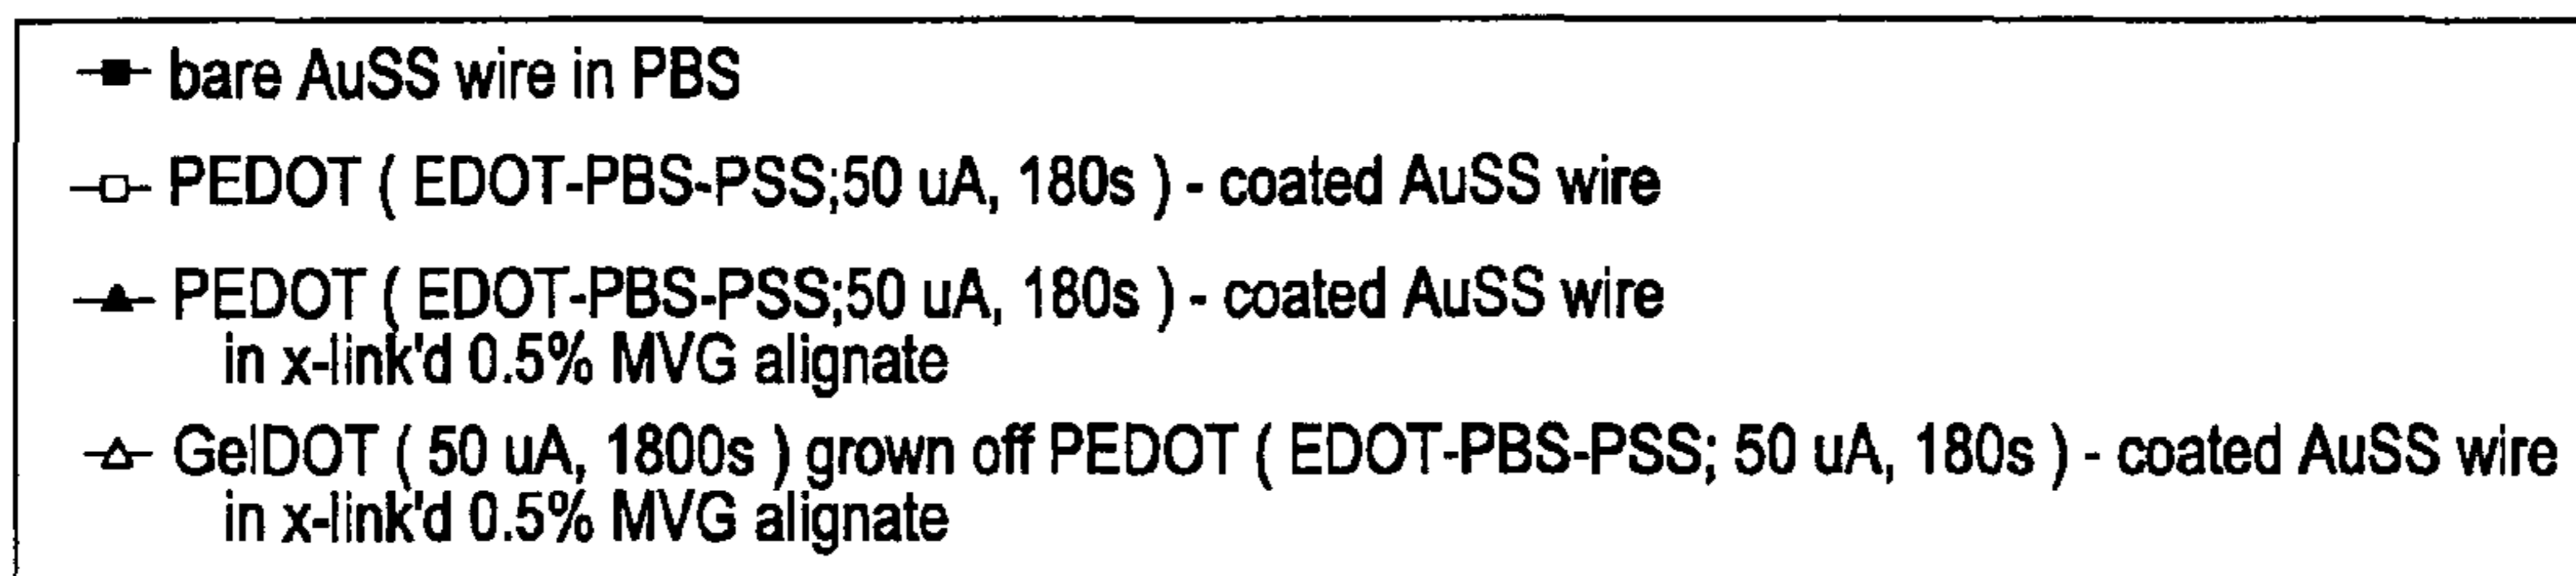 bare AuSS wire in PBS
PEDOT ( EDOT-PBS-PSS;50 uA, 180s ) - coated AuSS wire
PEDOT ( EDOT-PBS-PSS;50 uA, 180s ) - coated AuSS wire
in x-link'd 0.5% MVG alignate
GelDOT ( 50 uA, 1800s ) grown off PEDOT ( EDOT-PBS-PSS; 50 uA, 180s ) - coated AuSS wire
in x-link'd 0.5% MVG alignate